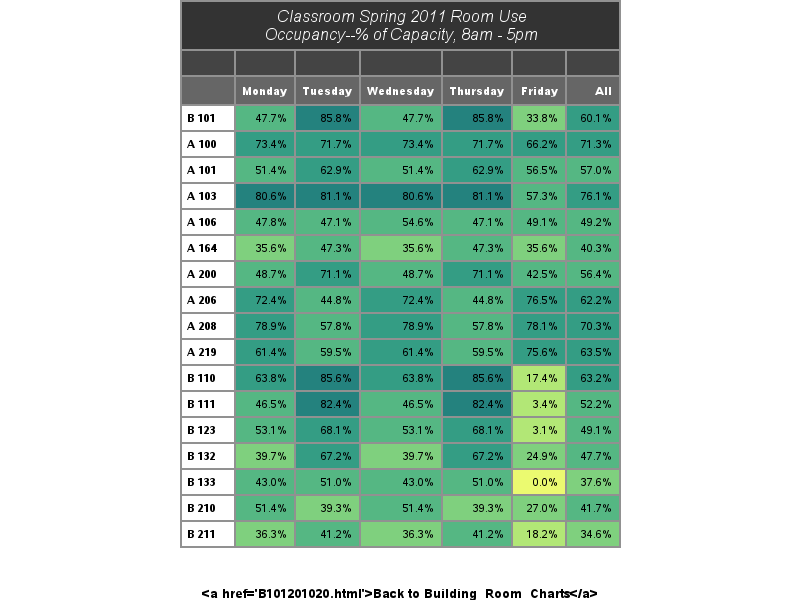 Classroom Spring 2011 Room Use
Occupancy--% of Capacity, 8am - 5pm
Monday Tuesday Wednesday Thursday Friday All
B 101 47.7% 85.8% 47.7% 85.8% 33.8% 60.1%
A 100 73.4% 71.7% 73.4% 71.7% 66.2% 71.3%
A 101 51.4% 62.9% 51.4% 62.9% 56.5% 57.0%
A 103 80.6% 81.1% 80.6% 81.1% 57.3% 76.1%
A 106 47.8% 47.1% 54.6% 47.1% 49.1% 49.2%
A 164 35.6% 47.3% 35.6% 47.3% 35.6% 40.3%
A 200 48.7% 71.1% 48.7% 71.1% 42.5% 56.4%
A 206 72.4% 44.8% 72.4% 44.8% 76.5% 62.2%
A 208 78.9% 57.8% 78.9% 57.8% 78.1% 70.3%
A 219 61.4% 59.5% 61.4% 59.5% 75.6% 63.5%
B 110 63.8% 85.6% 63.8% 85.6% 17.4% 63.2%
B 111 46.5% 82.4% 46.5% 82.4% 3.4% 52.2%
B 123 53.1% 68.1% 53.1% 68.1% 3.1% 49.1%
B 132 39.7% 67.2% 39.7% 67.2% 24.9% 47.7%
B 133 43.0% 51.0% 43.0% 51.0% 0.0% 37.6%
B 210 51.4% 39.3% 51.4% 39.3% 27.0% 41.7%
B 211 36.3% 41.2% 36.3% 41.2% 18.2% 34.6%
<a href='B101201020.html'>Back to Building_Room_Charts</a>